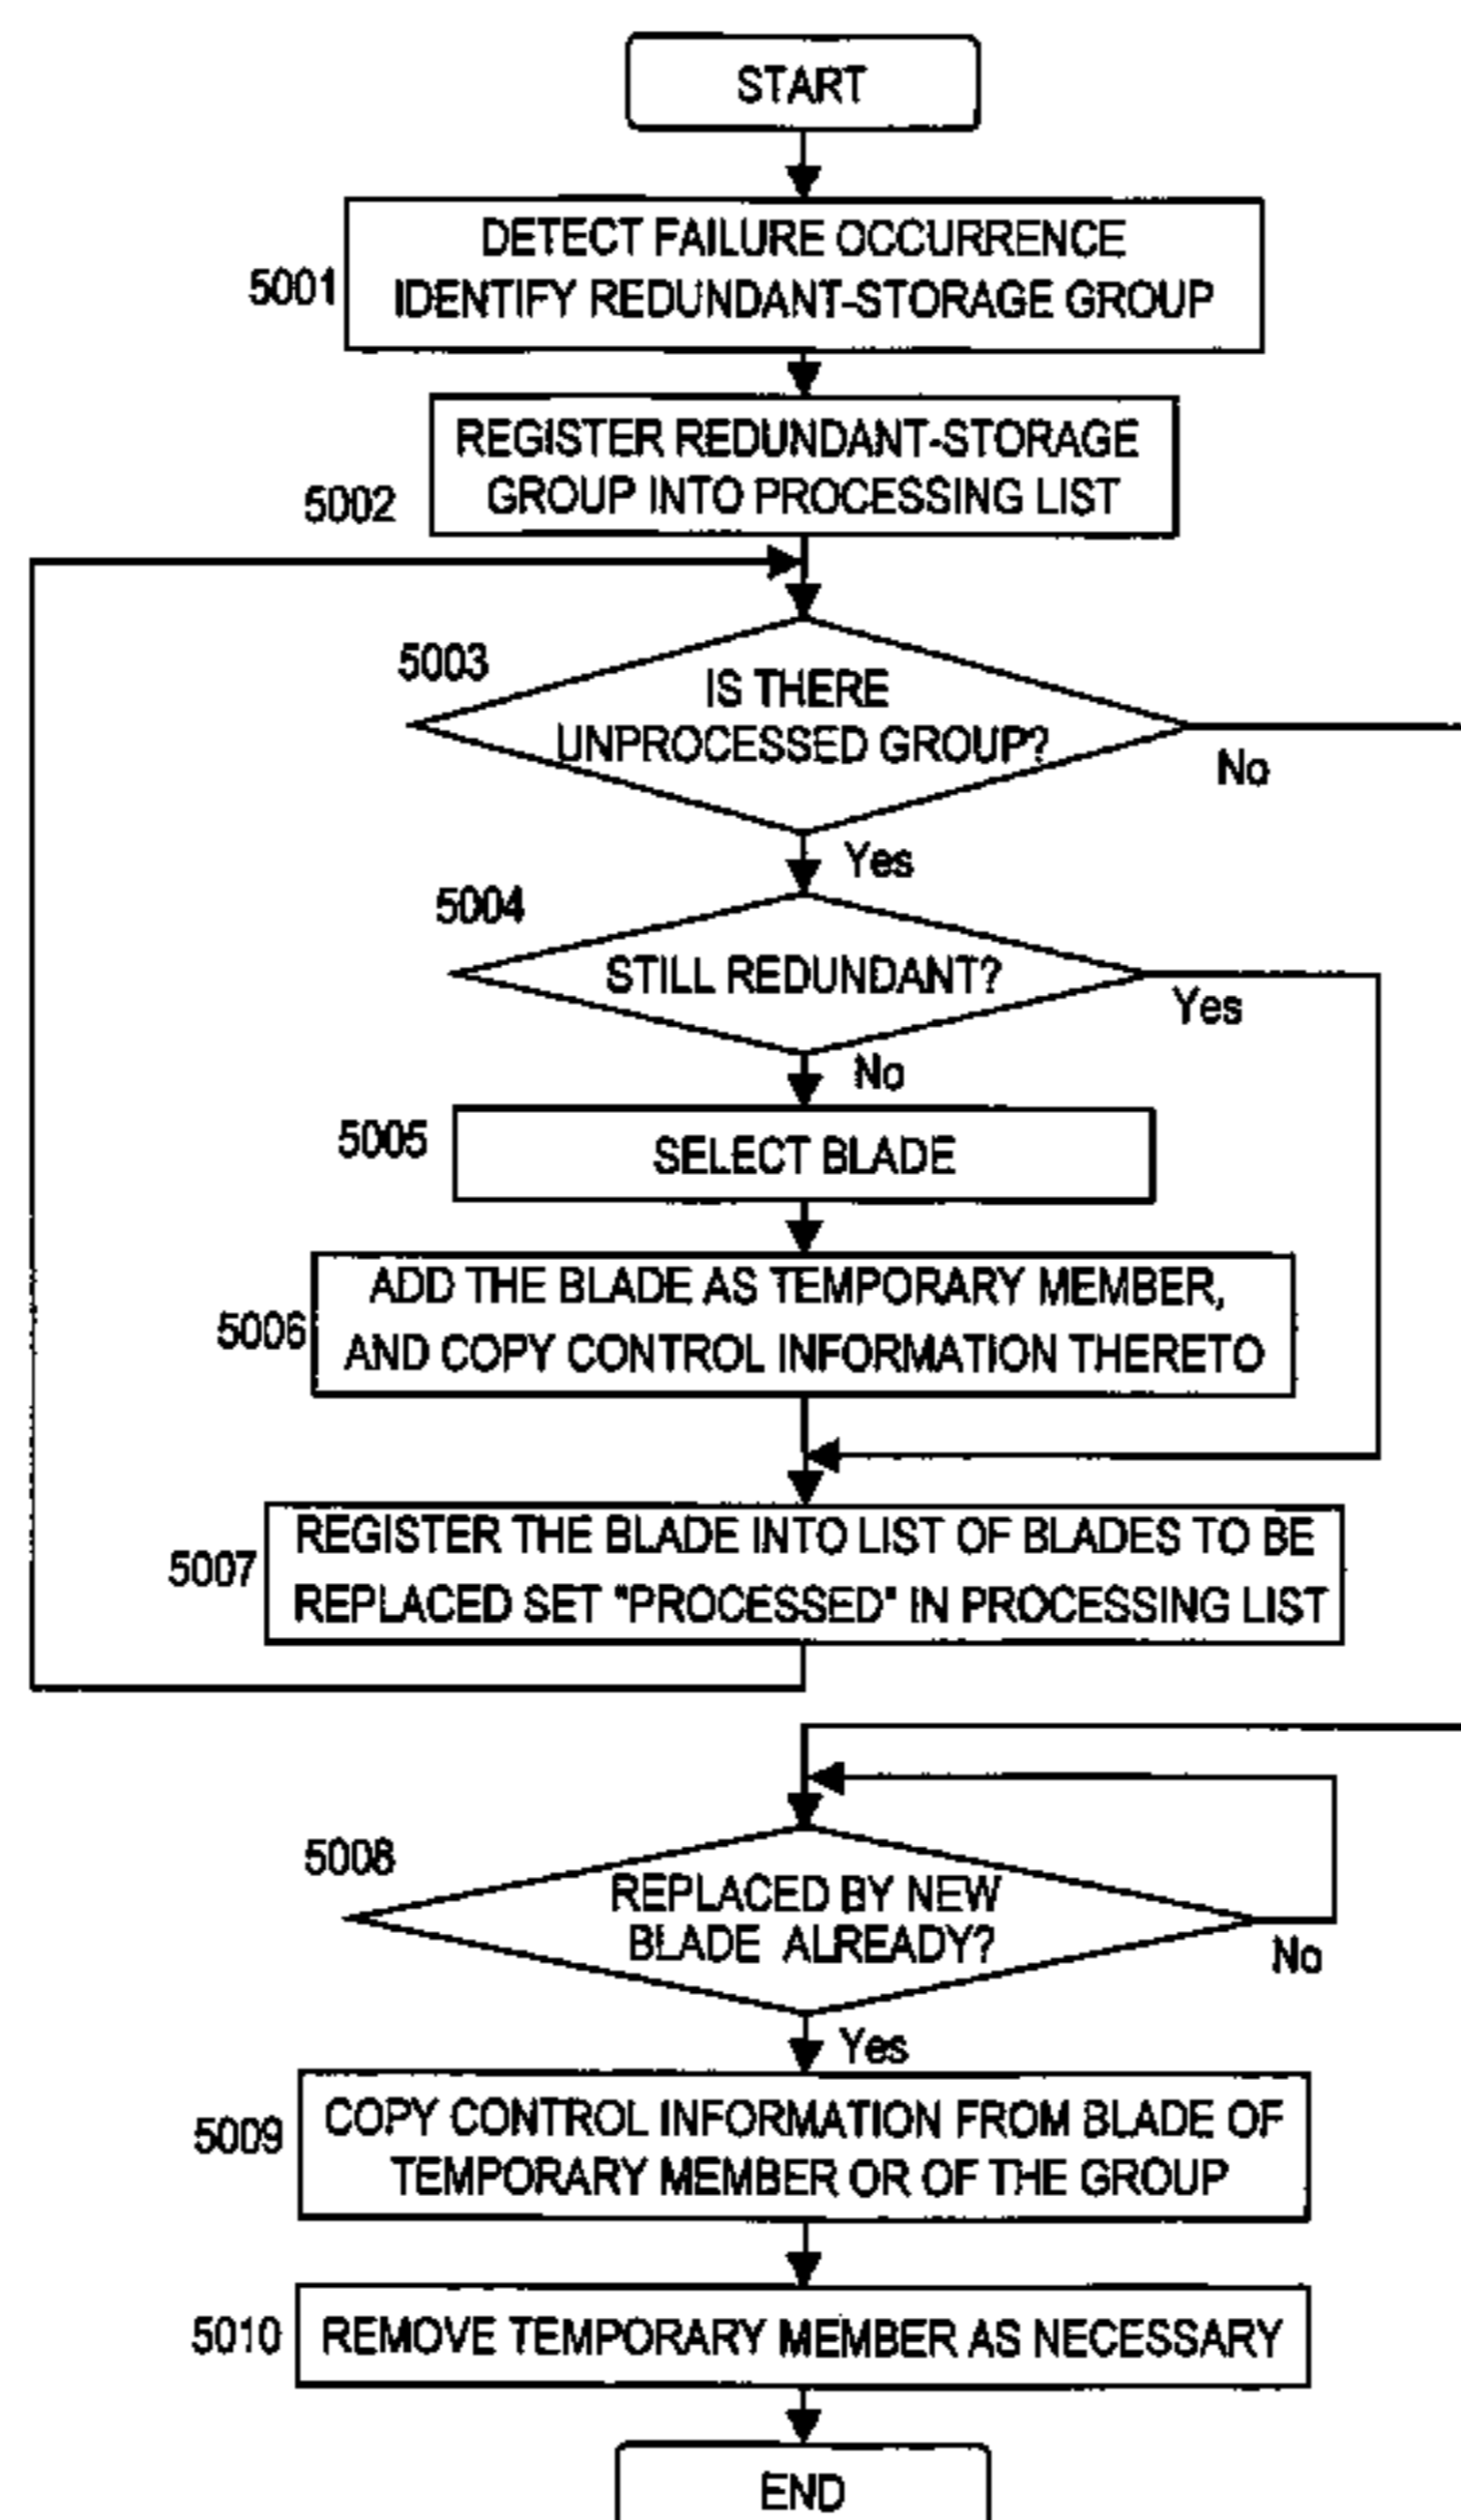 START
5001
DETECT FAILURE OCCURRENCE
IDENTIFY REDUNDANT-STORAGE GROUP
5002
REGISTER REDUNDANT-STORAGE
GROUP INTO PROCESSING LIST
5003
IS THERE
UNPROCESSED GROUP?
No
Yes
5004
STILL REDUNDANT?
Yes
No
5005
SELECT BLADE
5006
ADD THE BLADE AS TEMPORARY MEMBER,
AND COPY CONTROL INFORMATION THERETO
5007
REGISTER THE BLADE INTO LIST OF BLADES TO BE
REPLACED SET "PROCESSED" IN PROCESSING LIST
5008
REPLACED BY NEW
BLADE ALREADY?
No
Yes
5009
COPY CONTROL INFORMATION FROM BLADE OF
TEMPORARY MEMBER OR OF THE GROUP
5010
REMOVE TEMPORARY MEMBER AS NECESSARY
END